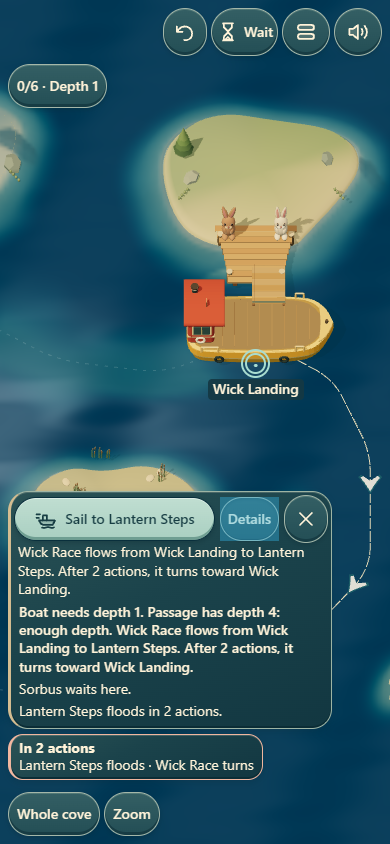 Wait
0/6 · Depth 1
Wick Landing
Sail to Lantern Steps
Details
Wick Race flows from Wick Landing to Lantern
Steps. After 2 actions, it turns toward Wick
Landing.
Boat needs depth 1. Passage has depth 4:
enough depth. Wick Race flows from Wick
Landing to Lantern Steps. After 2 actions, it
turns toward Wick Landing.
Sorbus waits here.
Lantern Steps floods in 2 actions.
In 2 actions
Lantern Steps floods · Wick Race turns
Whole cove
Zoom